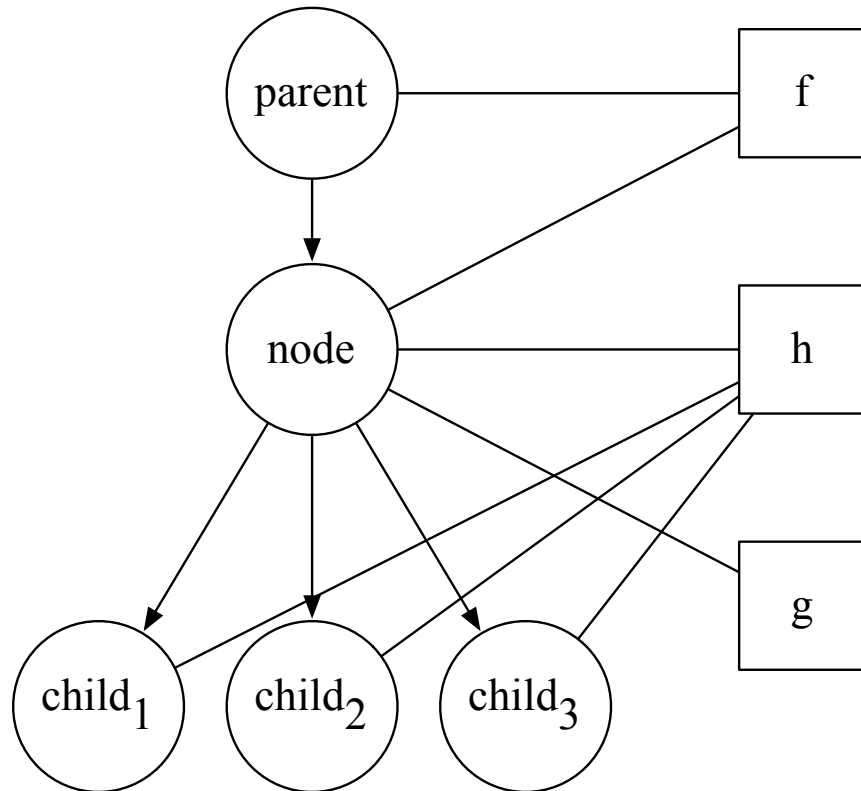 parent
f
node
h
g
child₁
child₂
child₃